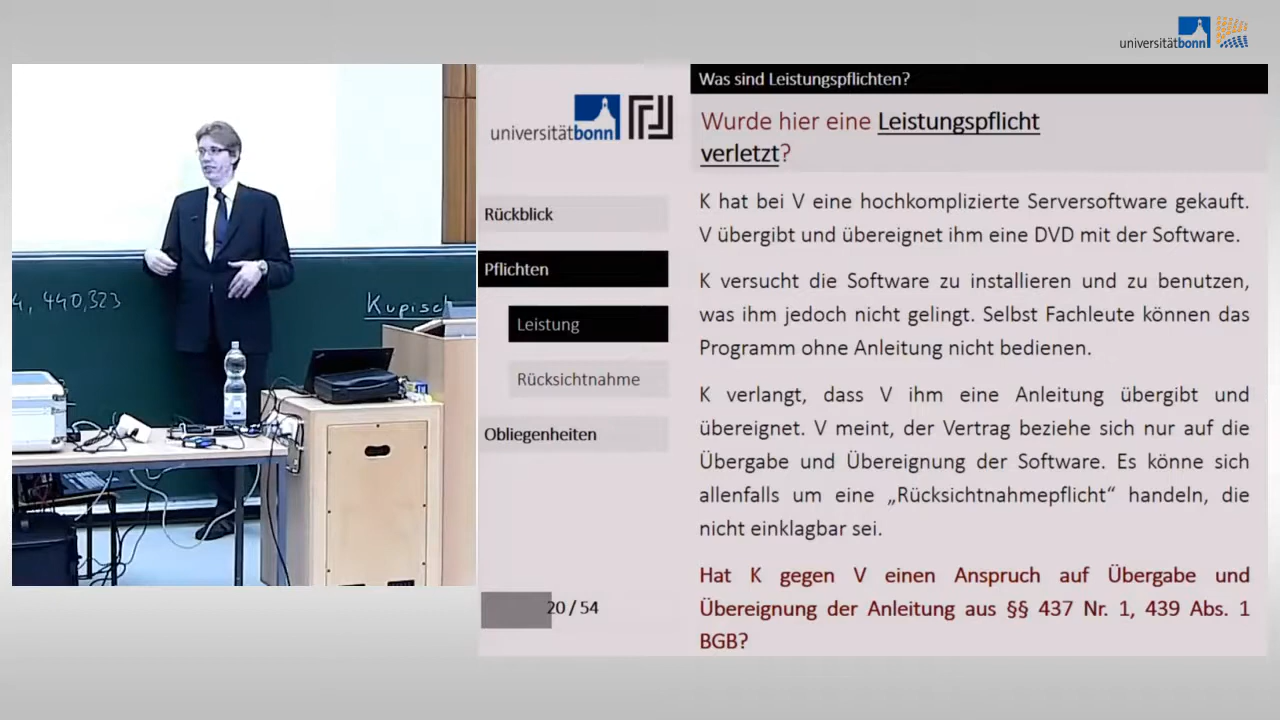 universitätbonn
Was sind Leistungspflichten?
universitätbonn
Wurde hier eine Leistungspflicht
verletzt?
Rückblick
Pflichten
Leistung
Rücksichtnahme
Obliegenheiten
20 / 54
K hat bei V eine hochkomplizierte Serversoftware gekauft.
V übergibt und übereignet ihm eine DVD mit der Software.
K versucht die Software zu installieren und zu benutzen,
was ihm jedoch nicht gelingt. Selbst Fachleute können das
Programm ohne Anleitung nicht bedienen.
K verlangt, dass V ihm eine Anleitung übergibt und
übereignet. V meint, der Vertrag beziehe sich nur auf die
Übergabe und Übereignung der Software. Es könne sich
allenfalls um eine „Rücksichtnahmepflicht“ handeln, die
nicht einklagbar sei.
Hat K gegen V einen Anspruch auf Übergabe und
Übereignung der Anleitung aus §§ 437 Nr. 1, 439 Abs. 1
BGB?
440,323